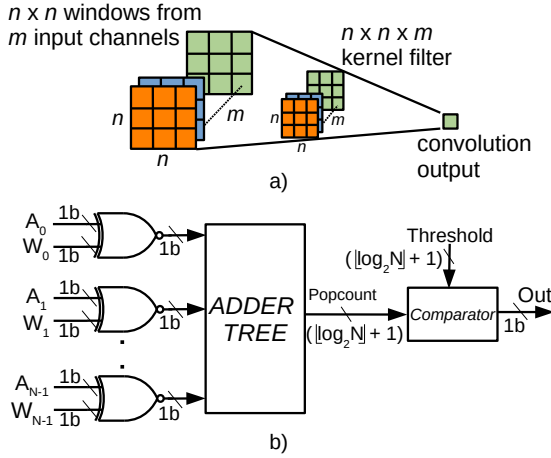 n x n windows from
m input channels
n x n x m
kernel filter
n
m
n
n
m
n
convolution
output
a)
A0
1b
W0
1b
1b
A1
1b
W1
1b
1b
.
.
AN-1
1b
WN-1
1b
1b
ADDER
TREE
Popcount
(⌊log2N⌋ + 1)
Threshold
(⌊log2N⌋ + 1)
Comparator
Out
1b
b)